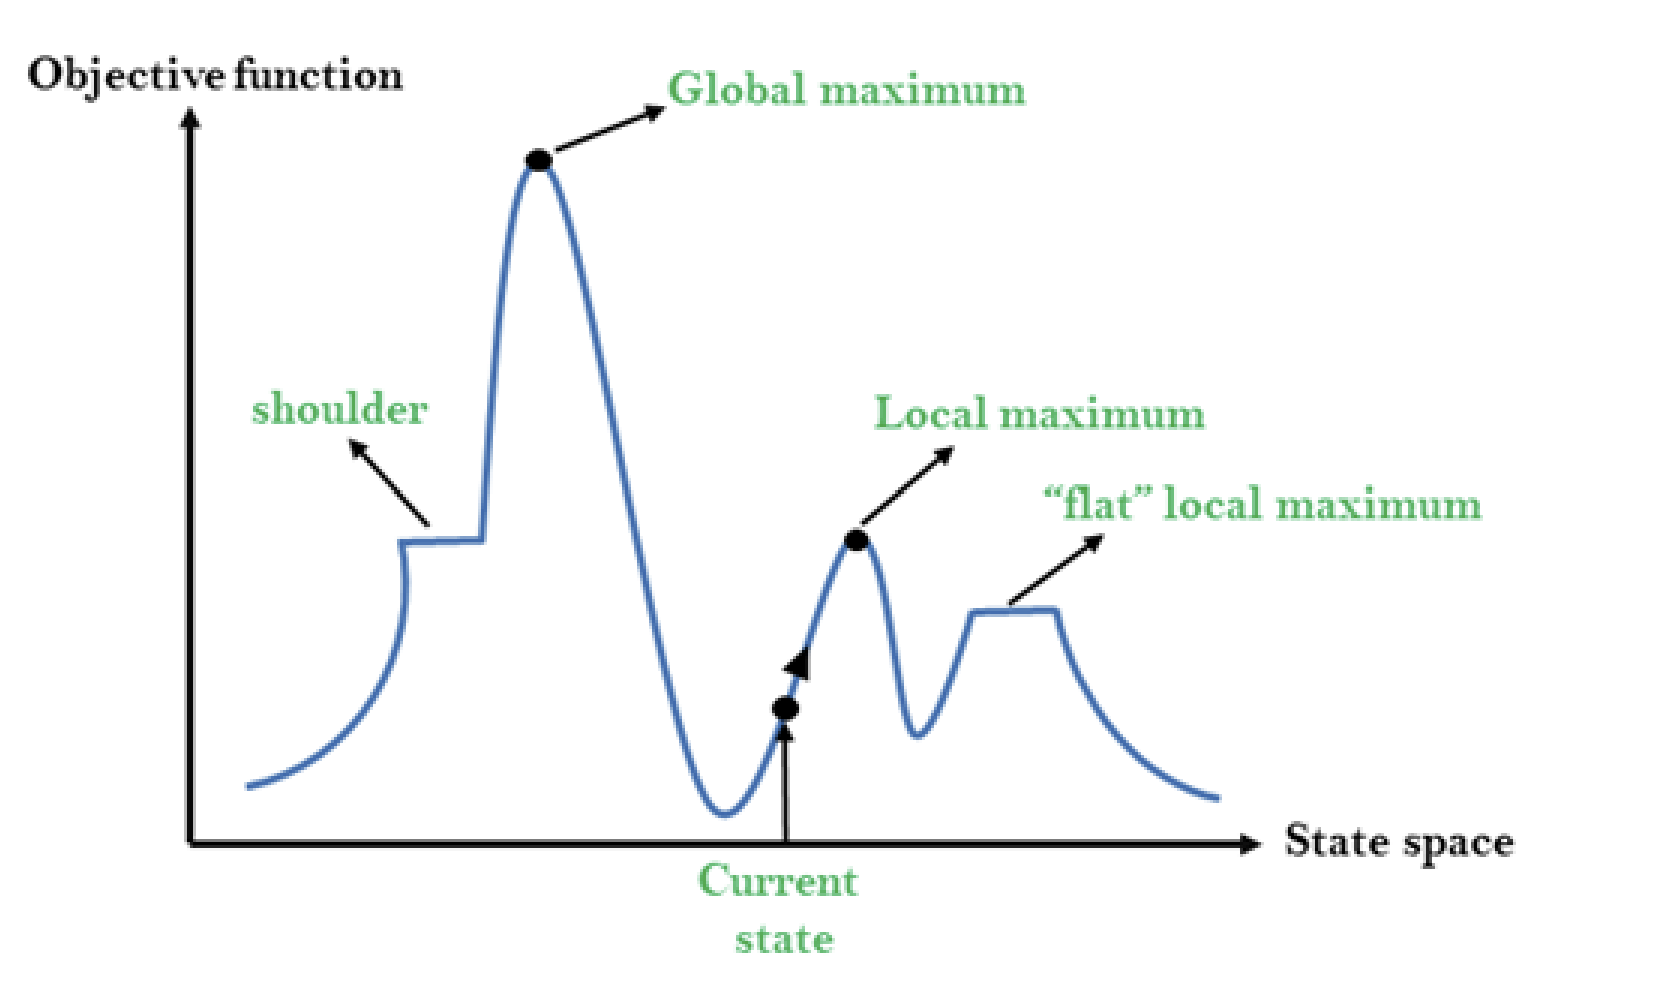 Objective function
Global maximum
shoulder
Local maximum
“flat” local maximum
State space
Current
state